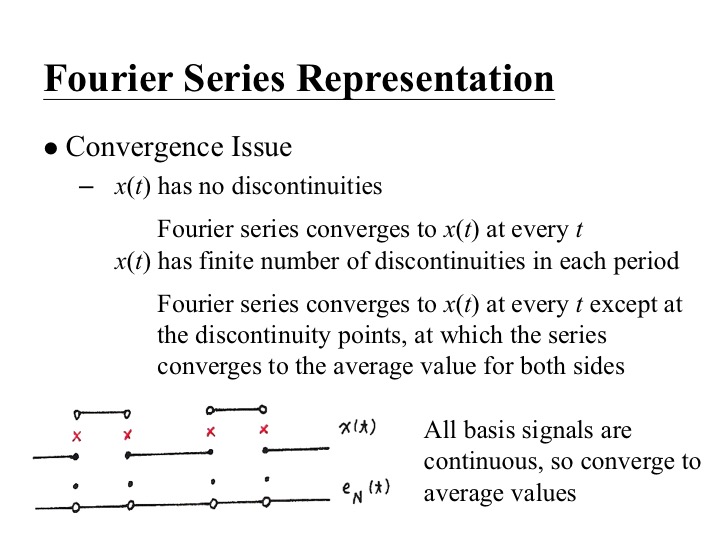 Fourier Series Representation
● Convergence Issue
– x(t) has no discontinuities
Fourier series converges to x(t) at every t
x(t) has finite number of discontinuities in each period
Fourier series converges to x(t) at every t except at
the discontinuity points, at which the series
converges to the average value for both sides
x(t)
e_N(t)
All basis signals are
continuous, so converge to
average values